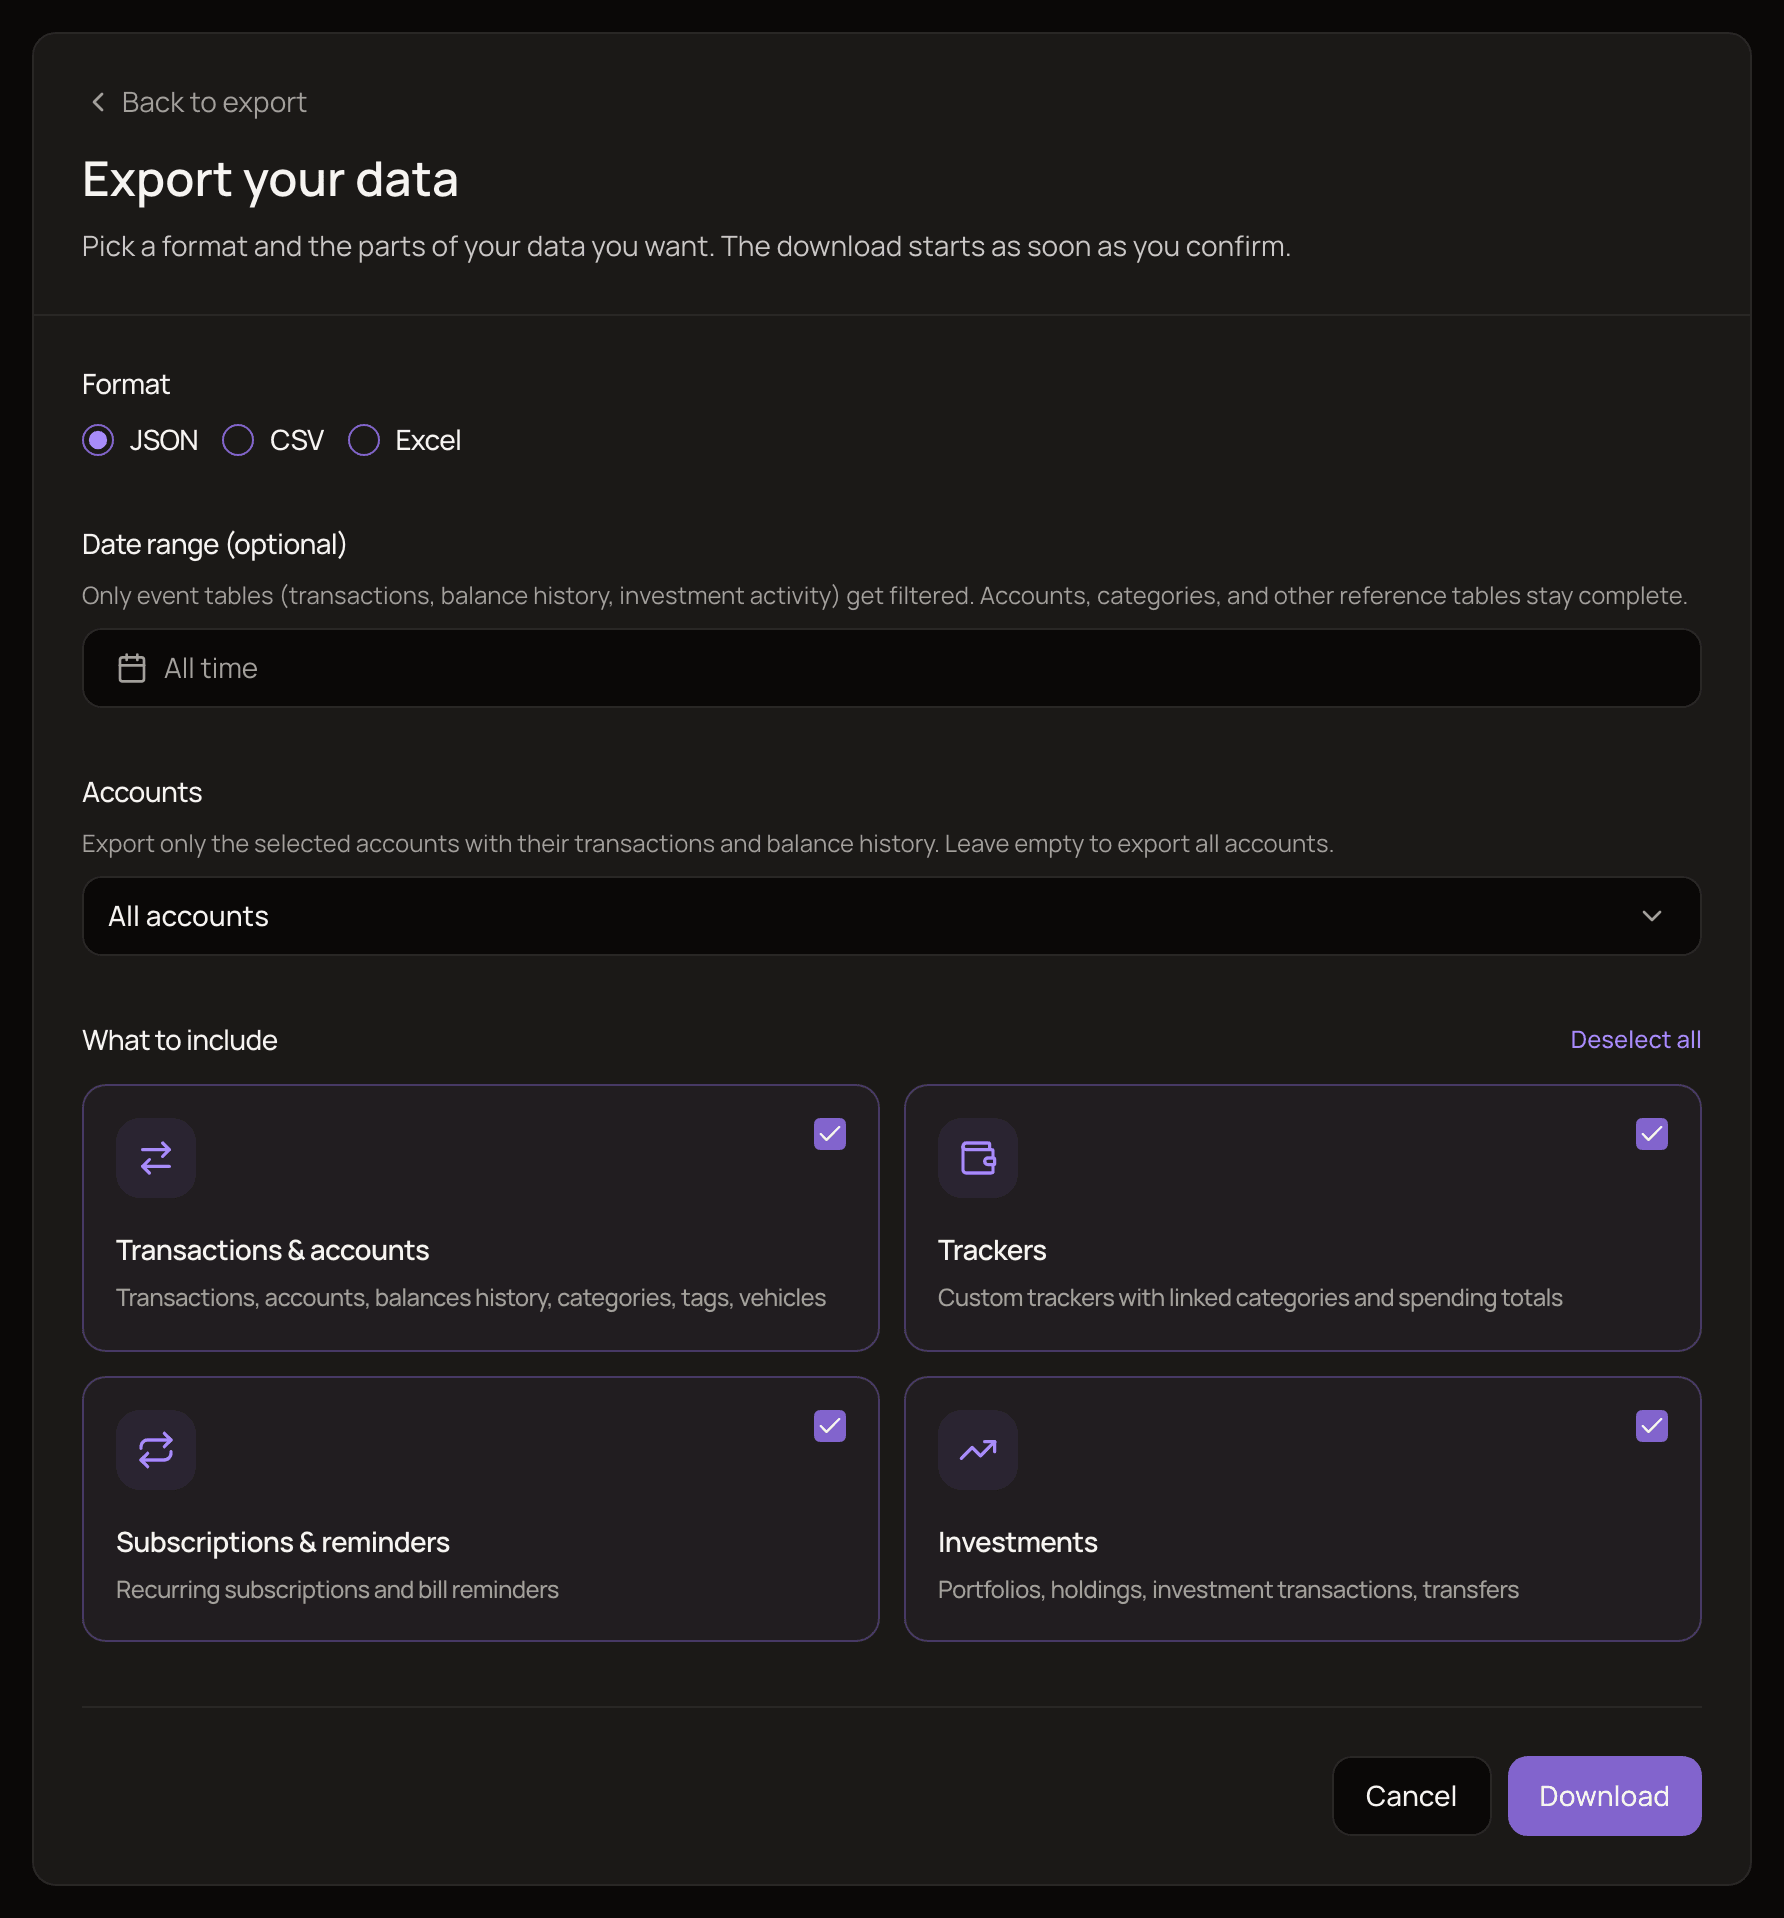 Back to export
Export your data
Pick a format and the parts of your data you want. The download starts as soon as you confirm.
Format
JSON CSV Excel
Date range (optional)
Only event tables (transactions, balance history, investment activity) get filtered. Accounts, categories, and other reference tables stay complete.
All time
Accounts
Export only the selected accounts with their transactions and balance history. Leave empty to export all accounts.
All accounts
What to include
Deselect all
Transactions & accounts
Transactions, accounts, balances history, categories, tags, vehicles
Trackers
Custom trackers with linked categories and spending totals
Subscriptions & reminders
Recurring subscriptions and bill reminders
Investments
Portfolios, holdings, investment transactions, transfers
Cancel
Download